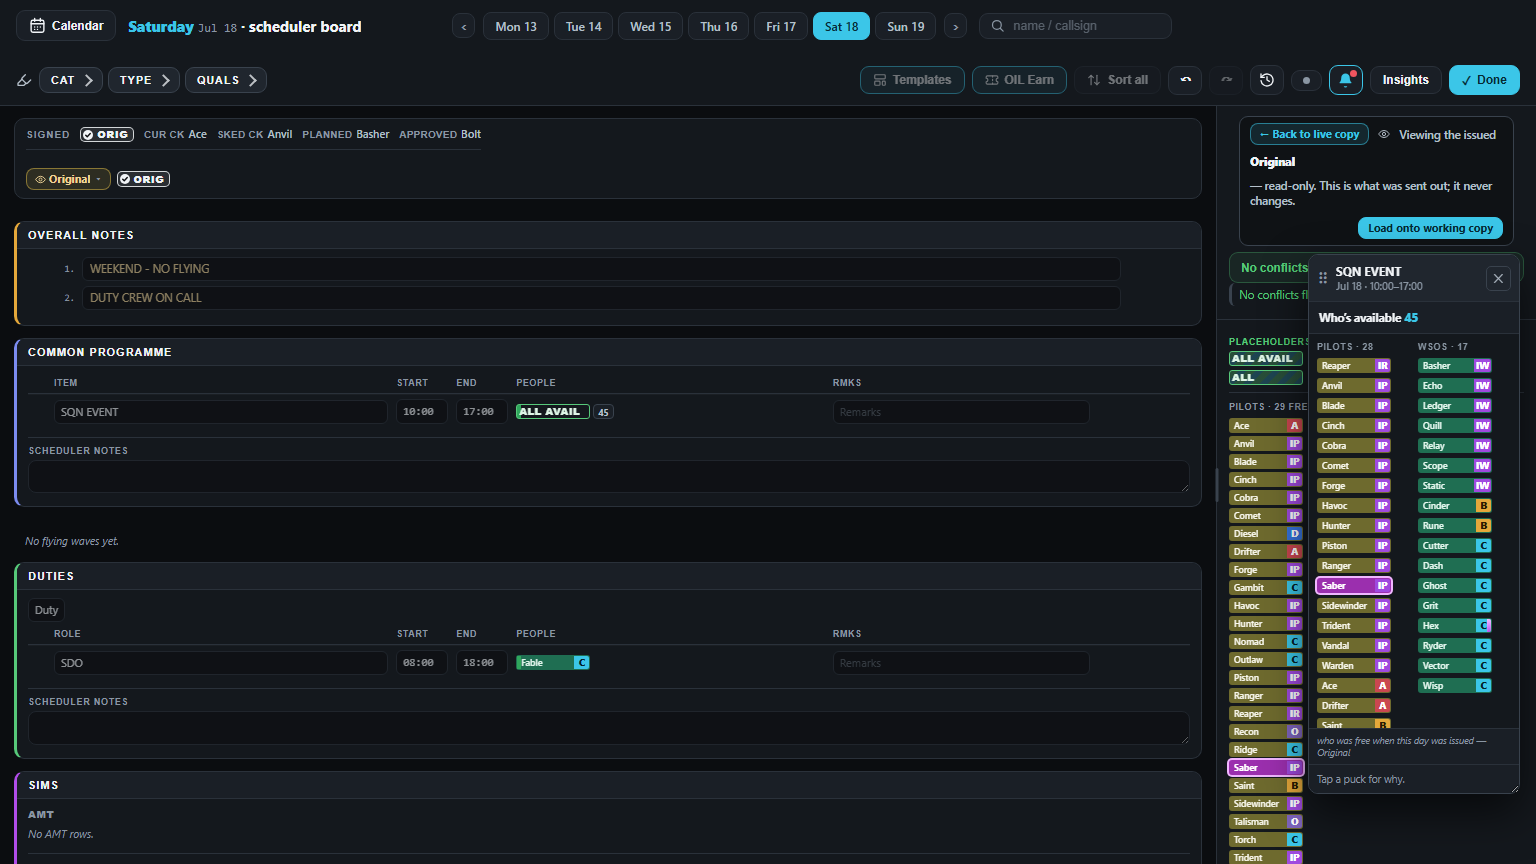 Calendar
Saturday Jul 18 · scheduler board
Mon 13
Tue 14
Wed 15
Thu 16
Fri 17
Sat 18
Sun 19
name / callsign
CAT
TYPE
QUALS
Templates
OIL Earn
Sort all
Insights
✓ Done
SIGNED ORIG CUR CK Ace SKED CK Anvil PLANNED Basher APPROVED Bolt
Original
ORIG
OVERALL NOTES
1. WEEKEND - NO FLYING
2. DUTY CREW ON CALL
COMMON PROGRAMME
ITEM START END PEOPLE RMKS
SQN EVENT 10:00 17:00 ALL AVAIL 45 Remarks
SCHEDULER NOTES
No flying waves yet.
DUTIES
Duty
ROLE START END PEOPLE RMKS
SDO 08:00 18:00 Fable C Remarks
SCHEDULER NOTES
SIMS
AMT
No AMT rows.
← Back to live copy
Viewing the issued
Original
— read-only. This is what was sent out; it never
changes.
Load onto working copy
No conflicts
No conflicts fl
PLACEHOLDERS
ALL AVAIL
ALL
PILOTS · 29 FRE
Ace A
Anvil IP
Blade IP
Cinch IP
Cobra IP
Comet IP
Diesel D
Drifter A
Forge IP
Gambit C
Havoc IP
Hunter IP
Nomad C
Outlaw C
Piston IP
Ranger IP
Reaper IR
Recon O
Ridge C
Saber IP
Saint B
Sidewinder IP
Talisman O
Torch C
Trident IP
SQN EVENT
Jul 18 · 10:00–17:00
Who's available 45
PILOTS · 28
Reaper IR
Anvil IP
Blade IP
Cinch IP
Cobra IP
Comet IP
Forge IP
Havoc IP
Hunter IP
Piston IP
Ranger IP
Saber IP
Sidewinder IP
Trident IP
Vandal IP
Warden IP
Ace A
Drifter A
Saint B
WSOS · 17
Basher IW
Echo IW
Ledger IW
Quill IW
Relay IW
Scope IW
Static IW
Cinder B
Rune B
Cutter C
Dash C
Ghost C
Grit C
Hex C
Ryder C
Vector C
Wisp C
who was free when this day was issued —
Original
Tap a puck for why.